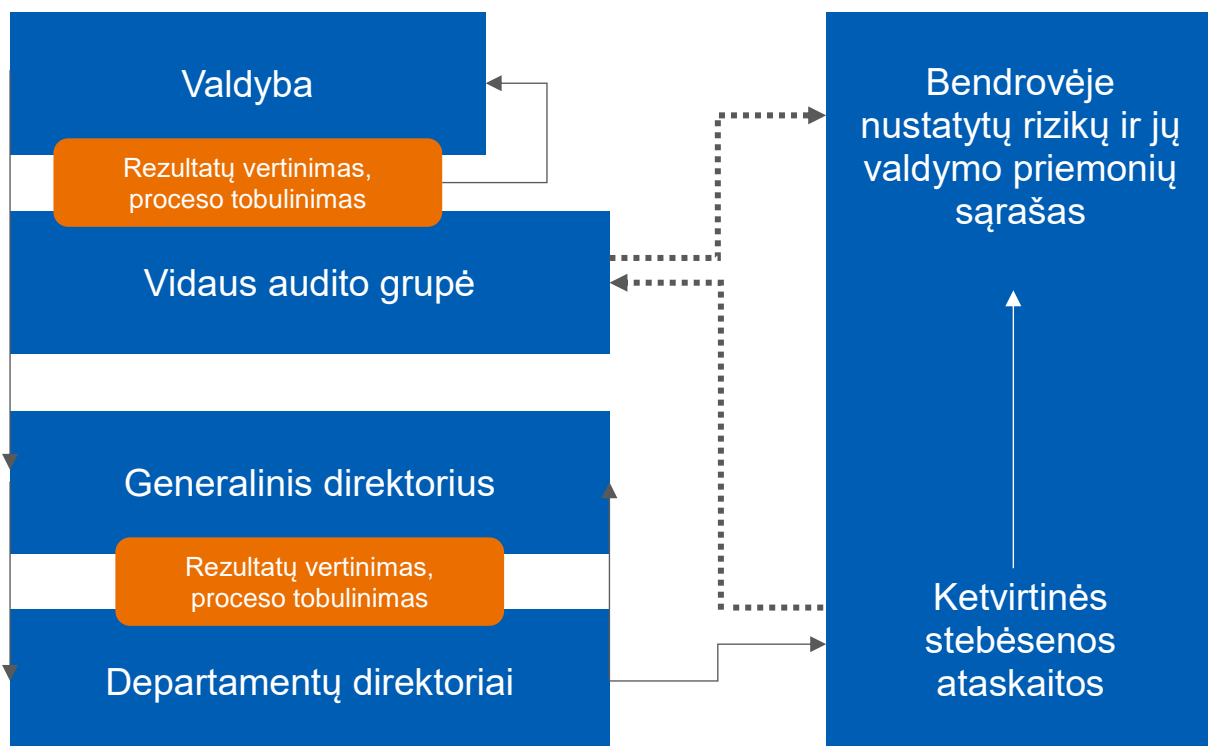 Valdyba
Rezultatų vertinimas,
proceso tobulinimas
Vidaus audito grupė
Generalinis direktorius
Rezultatų vertinimas,
proceso tobulinimas
Departamentų direktoriai
Bendrovėje
nustatytų rizikų ir jų
valdymo priemonių
sąrašas
Ketvirtinės
stebėsenos
ataskaitos